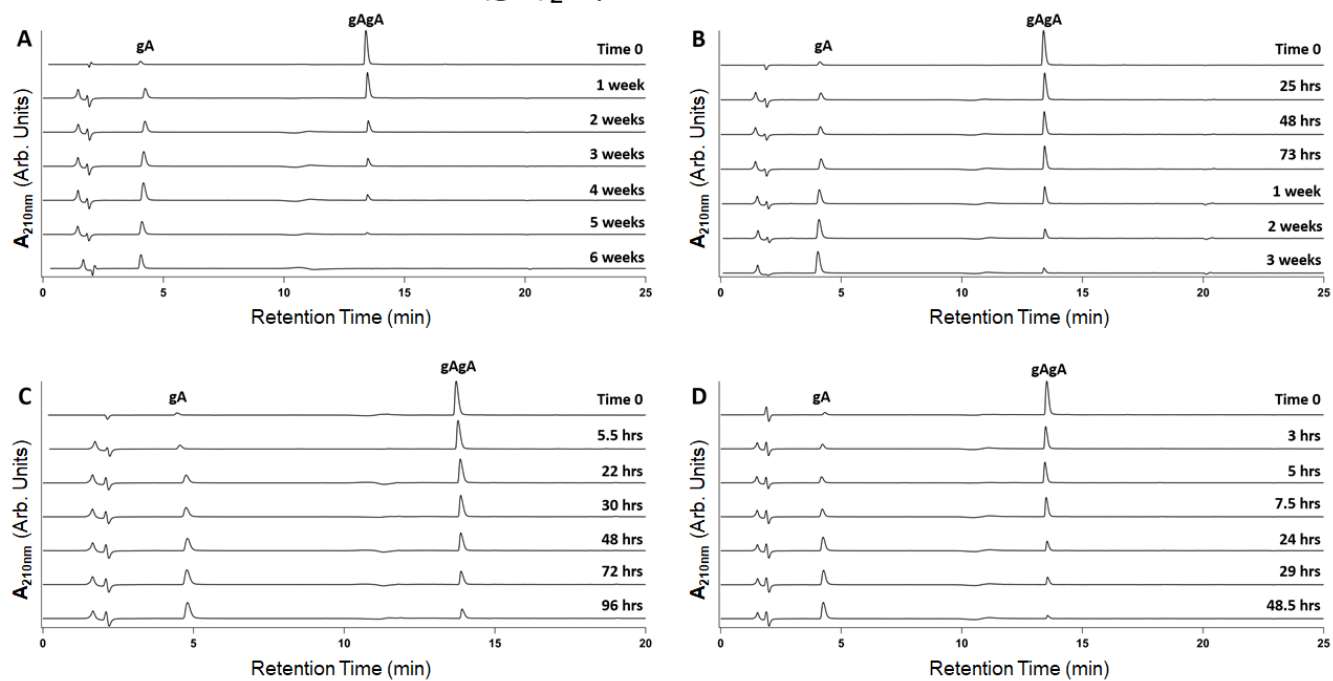 A
gA
gAgA
Time 0
1 week
2 weeks
3 weeks
4 weeks
5 weeks
6 weeks
A210nm (Arb. Units)
0 5 10 15 20 25
Retention Time (min)
B
gA
gAgA
Time 0
25 hrs
48 hrs
73 hrs
1 week
2 weeks
3 weeks
A210nm (Arb. Units)
0 5 10 15 20 25
Retention Time (min)
C
gA
gAgA
Time 0
5.5 hrs
22 hrs
30 hrs
48 hrs
72 hrs
96 hrs
A210nm (Arb. Units)
0 5 10 15 20
Retention Time (min)
D
gA
gAgA
Time 0
3 hrs
5 hrs
7.5 hrs
24 hrs
29 hrs
48.5 hrs
A210nm (Arb. Units)
0 5 10 15 20 25
Retention Time (min)